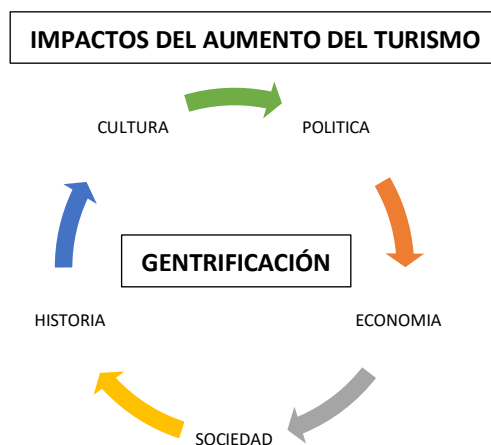 IMPACTOS DEL AUMENTO DEL TURISMO
CULTURA
POLITICA
GENTRIFICACIÓN
HISTORIA
ECONOMIA
SOCIEDAD